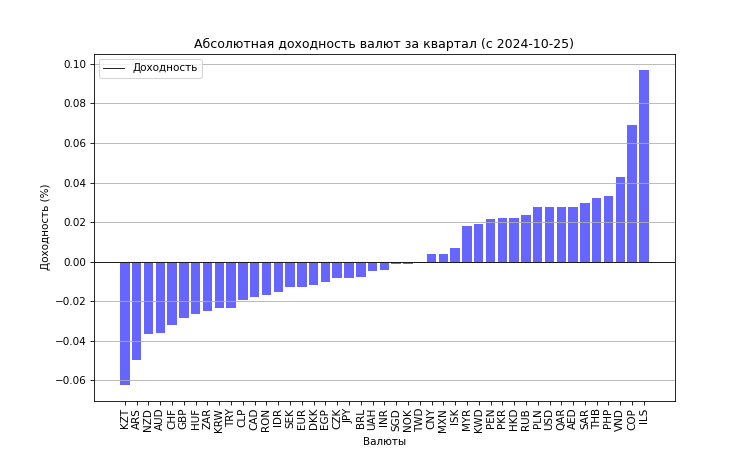 Абсолютная доходность валют за квартал (с 2024-10-25)
Доходность
0.10
0.08
0.06
0.04
0.02
0.00
−0.02
−0.04
−0.06
Доходность (%)
KZT
ARS
NZD
AUD
CHF
GBP
HUF
ZAR
KRW
TRY
CLP
CAD
RON
IDR
SEK
EUR
DKK
EGP
CZK
JPY
BRL
UAH
INR
SGD
NOK
TWD
CNY
MXN
ISK
MYR
KWD
PEN
PKR
HKD
RUB
PLN
USD
QAR
AED
SAR
THB
PHP
VND
COP
ILS
Валюты